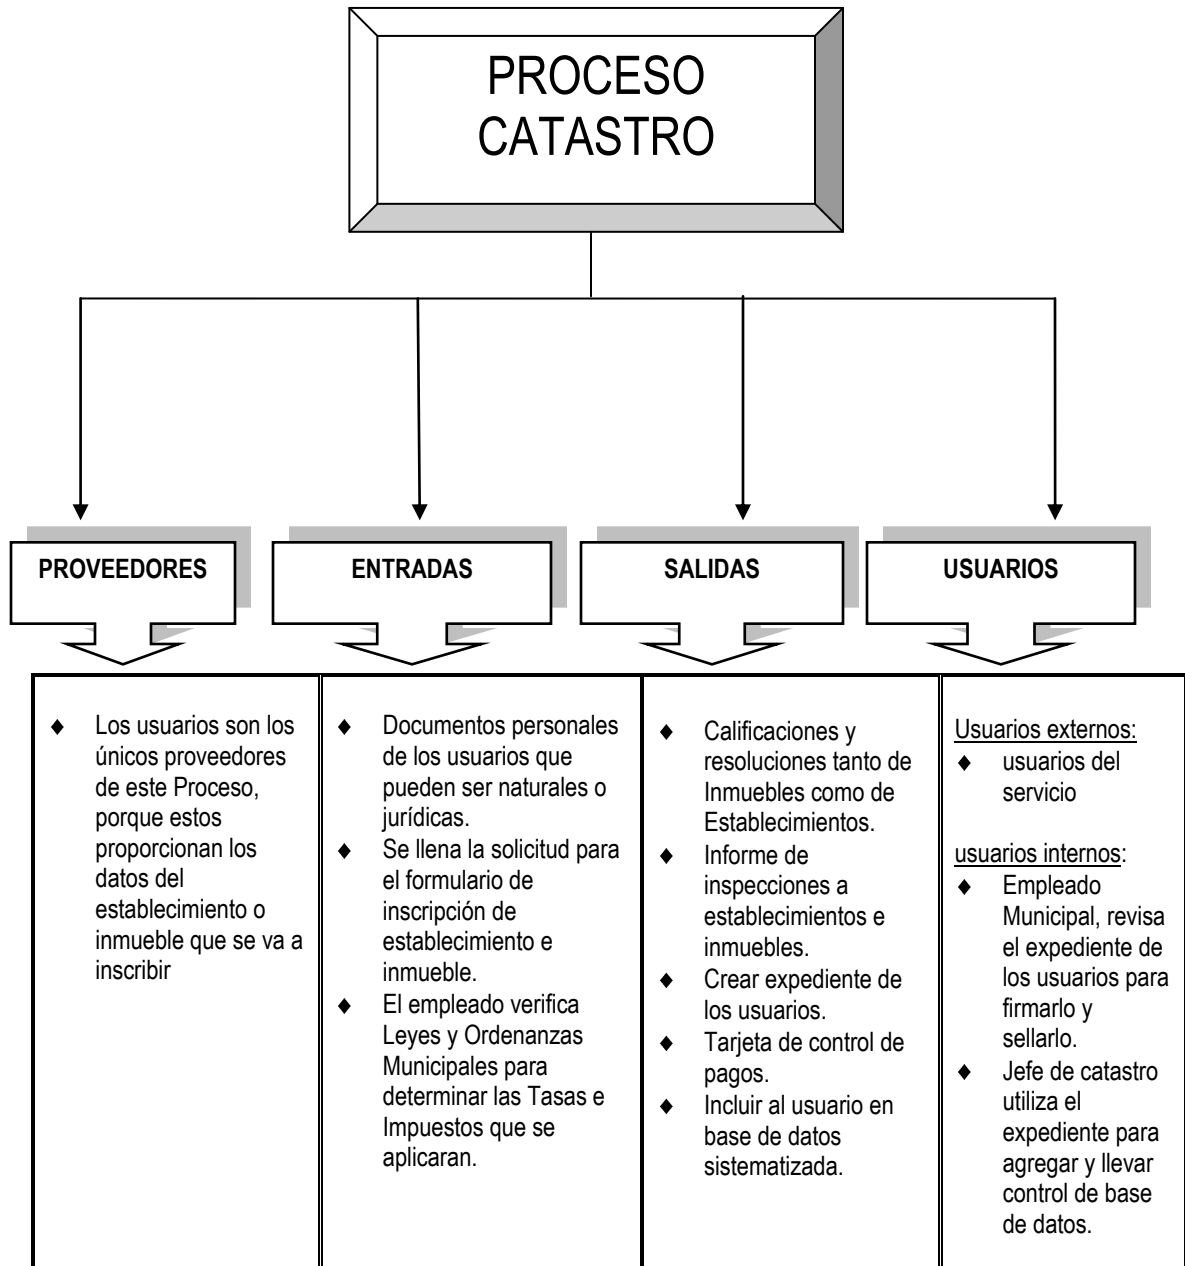 PROCESO
CATASTRO
PROVEEDORES
ENTRADAS
SALIDAS
USUARIOS
♦ Los usuarios son los
únicos proveedores
de este Proceso,
porque estos
proporcionan los
datos del
establecimiento o
inmueble que se va a
inscribir
♦ Documentos personales
de los usuarios que
pueden ser naturales o
jurídicas.
♦ Se llena la solicitud para
el formulario de
inscripción de
establecimiento e
inmueble.
♦ El empleado verifica
Leyes y Ordenanzas
Municipales para
determinar las Tasas e
Impuestos que se
aplicaran.
♦ Calificaciones y
resoluciones tanto de
Inmuebles como de
Establecimientos.
♦ Informe de
inspecciones a
establecimientos e
inmuebles.
♦ Crear expediente de
los usuarios.
♦ Tarjeta de control de
pagos.
♦ Incluir al usuario en
base de datos
sistematizada.
Usuarios externos:
♦ usuarios del
servicio
usuarios internos:
♦ Empleado
Municipal, revisa
el expediente de
los usuarios para
firmarlo y
sellarlo.
♦ Jefe de catastro
utiliza el
expediente para
agregar y llevar
control de base
de datos.